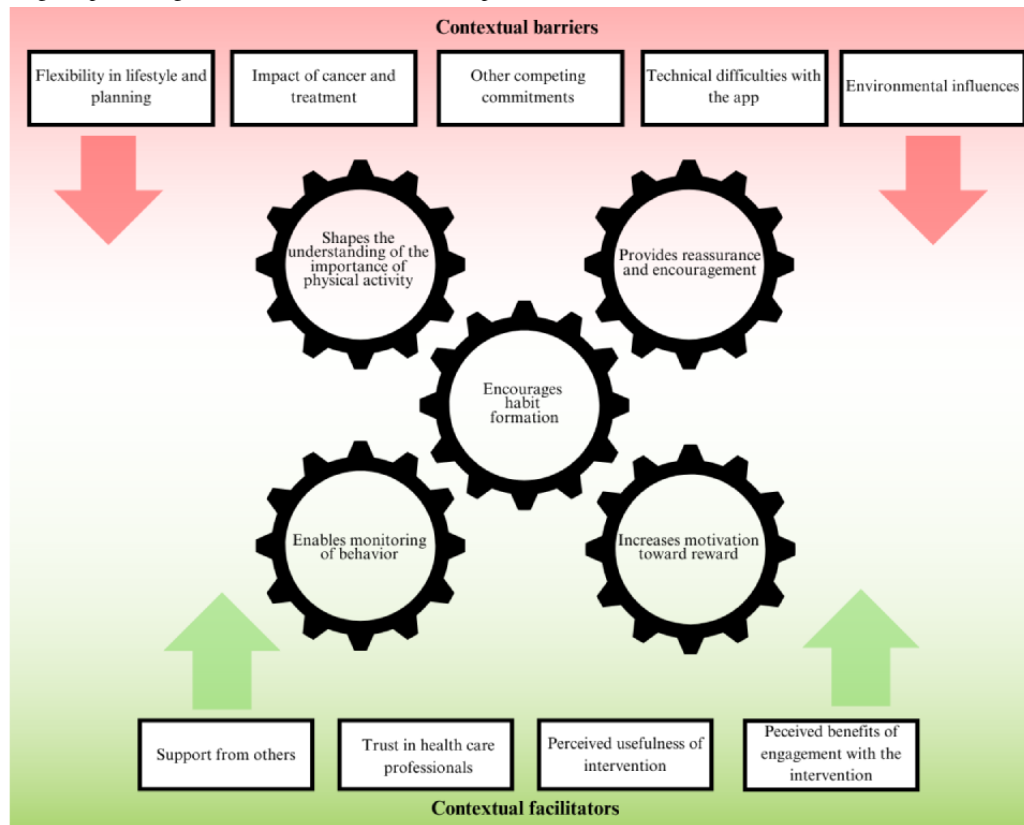 Contextual barriers
Flexibility in lifestyle and
planning
Impact of cancer and
treatment
Other competing
commitments
Technical difficulties with
the app
Environmental influences
Shapes the
understanding of the
importance of
physical activity
Provides reassurance
and encouragement
Encourages
habit
formation
Enables monitoring
of behavior
Increases motivation
toward reward
Support from others
Trust in health care
professionals
Perceived usefulness of
intervention
Peceived benefits of
engagement with the
intervention
Contextual facilitators